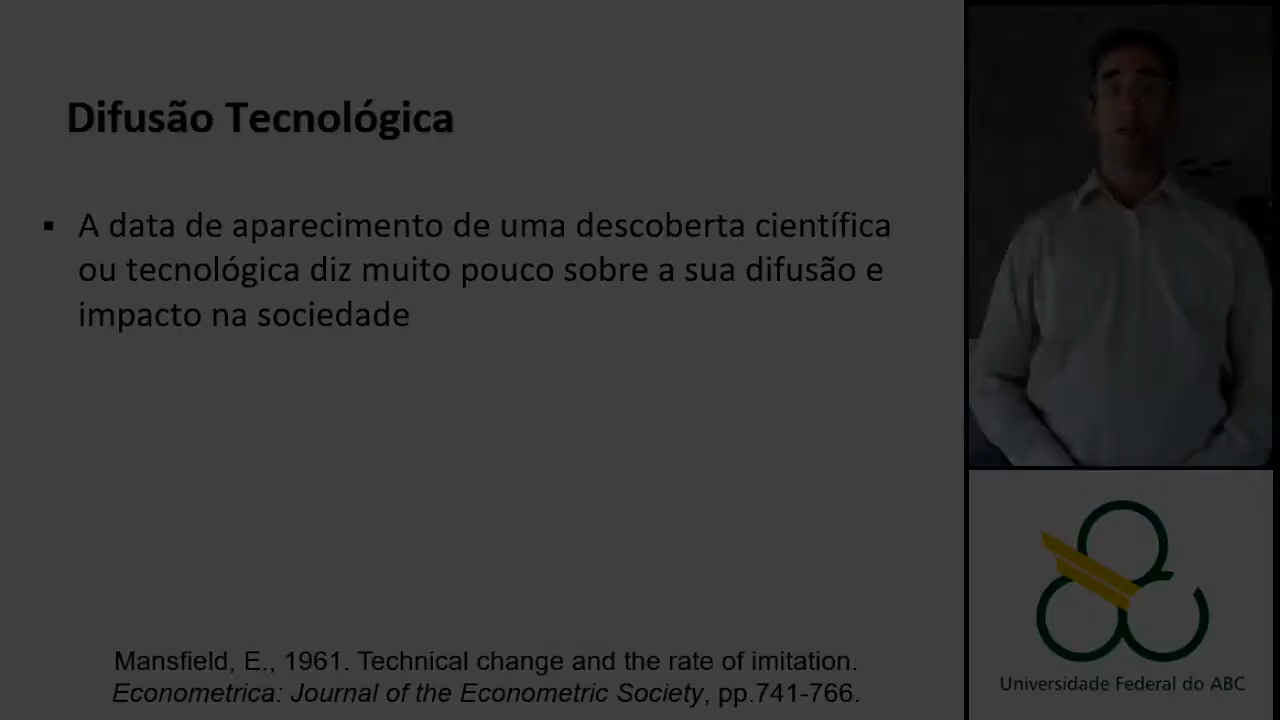 Difusão Tecnológica
▪ A data de aparecimento de uma descoberta científica
ou tecnológica diz muito pouco sobre a sua difusão e
impacto na sociedade
Mansfield, E., 1961. Technical change and the rate of imitation.
Econometrica: Journal of the Econometric Society, pp.741-766.
Universidade Federal do ABC